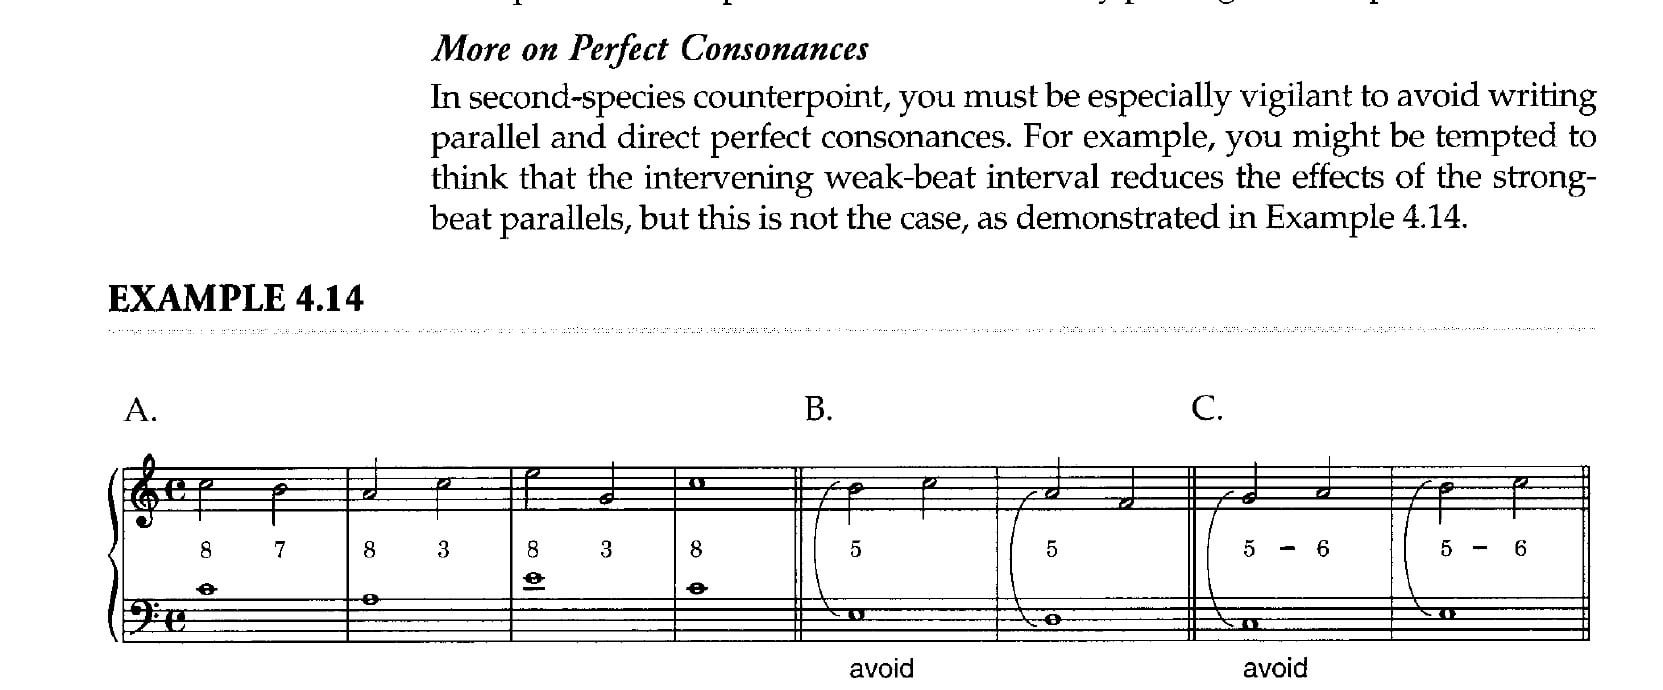 More on Perfect Consonances
In second-species counterpoint, you must be especially vigilant to avoid writing
parallel and direct perfect consonances. For example, you might be tempted to
think that the intervening weak-beat interval reduces the effects of the strong-
beat parallels, but this is not the case, as demonstrated in Example 4.14.
EXAMPLE 4.14
A. B. C.
8 7 8 3 8 3 8 5 5 5 – 6 5 – 6
avoid avoid